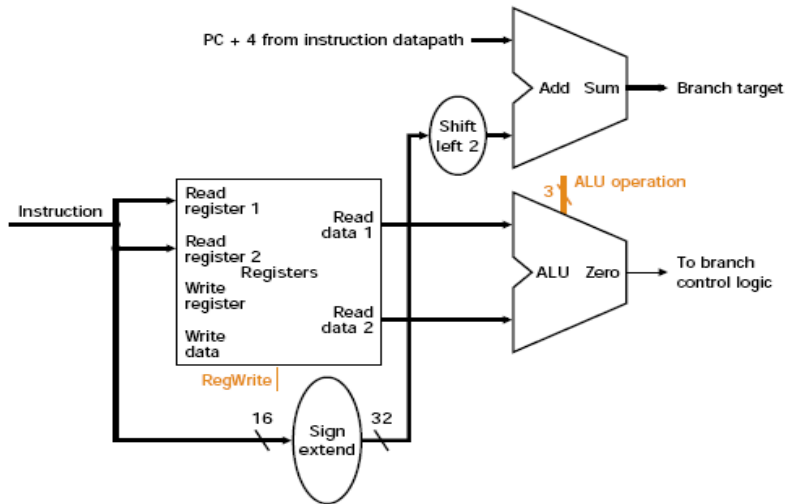 PC + 4 from instruction datapath
Add Sum
Branch target
Shift
left 2
3
ALU operation
Instruction
Read
register 1
Read
data 1
Read
register 2
Registers
Write
register
Read
data 2
Write
data
ALU Zero
To branch
control logic
RegWrite
16
Sign
extend
32